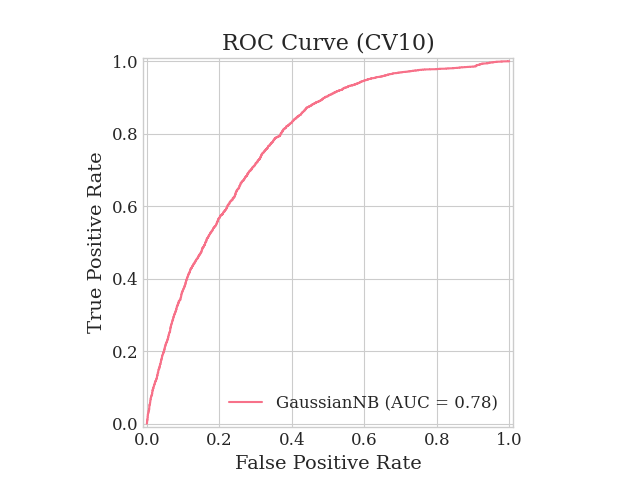 ROC Curve (CV10)
True Positive Rate
1.0
0.8
0.6
0.4
0.2
0.0
GaussianNB (AUC = 0.78)
0.0 0.2 0.4 0.6 0.8 1.0
False Positive Rate